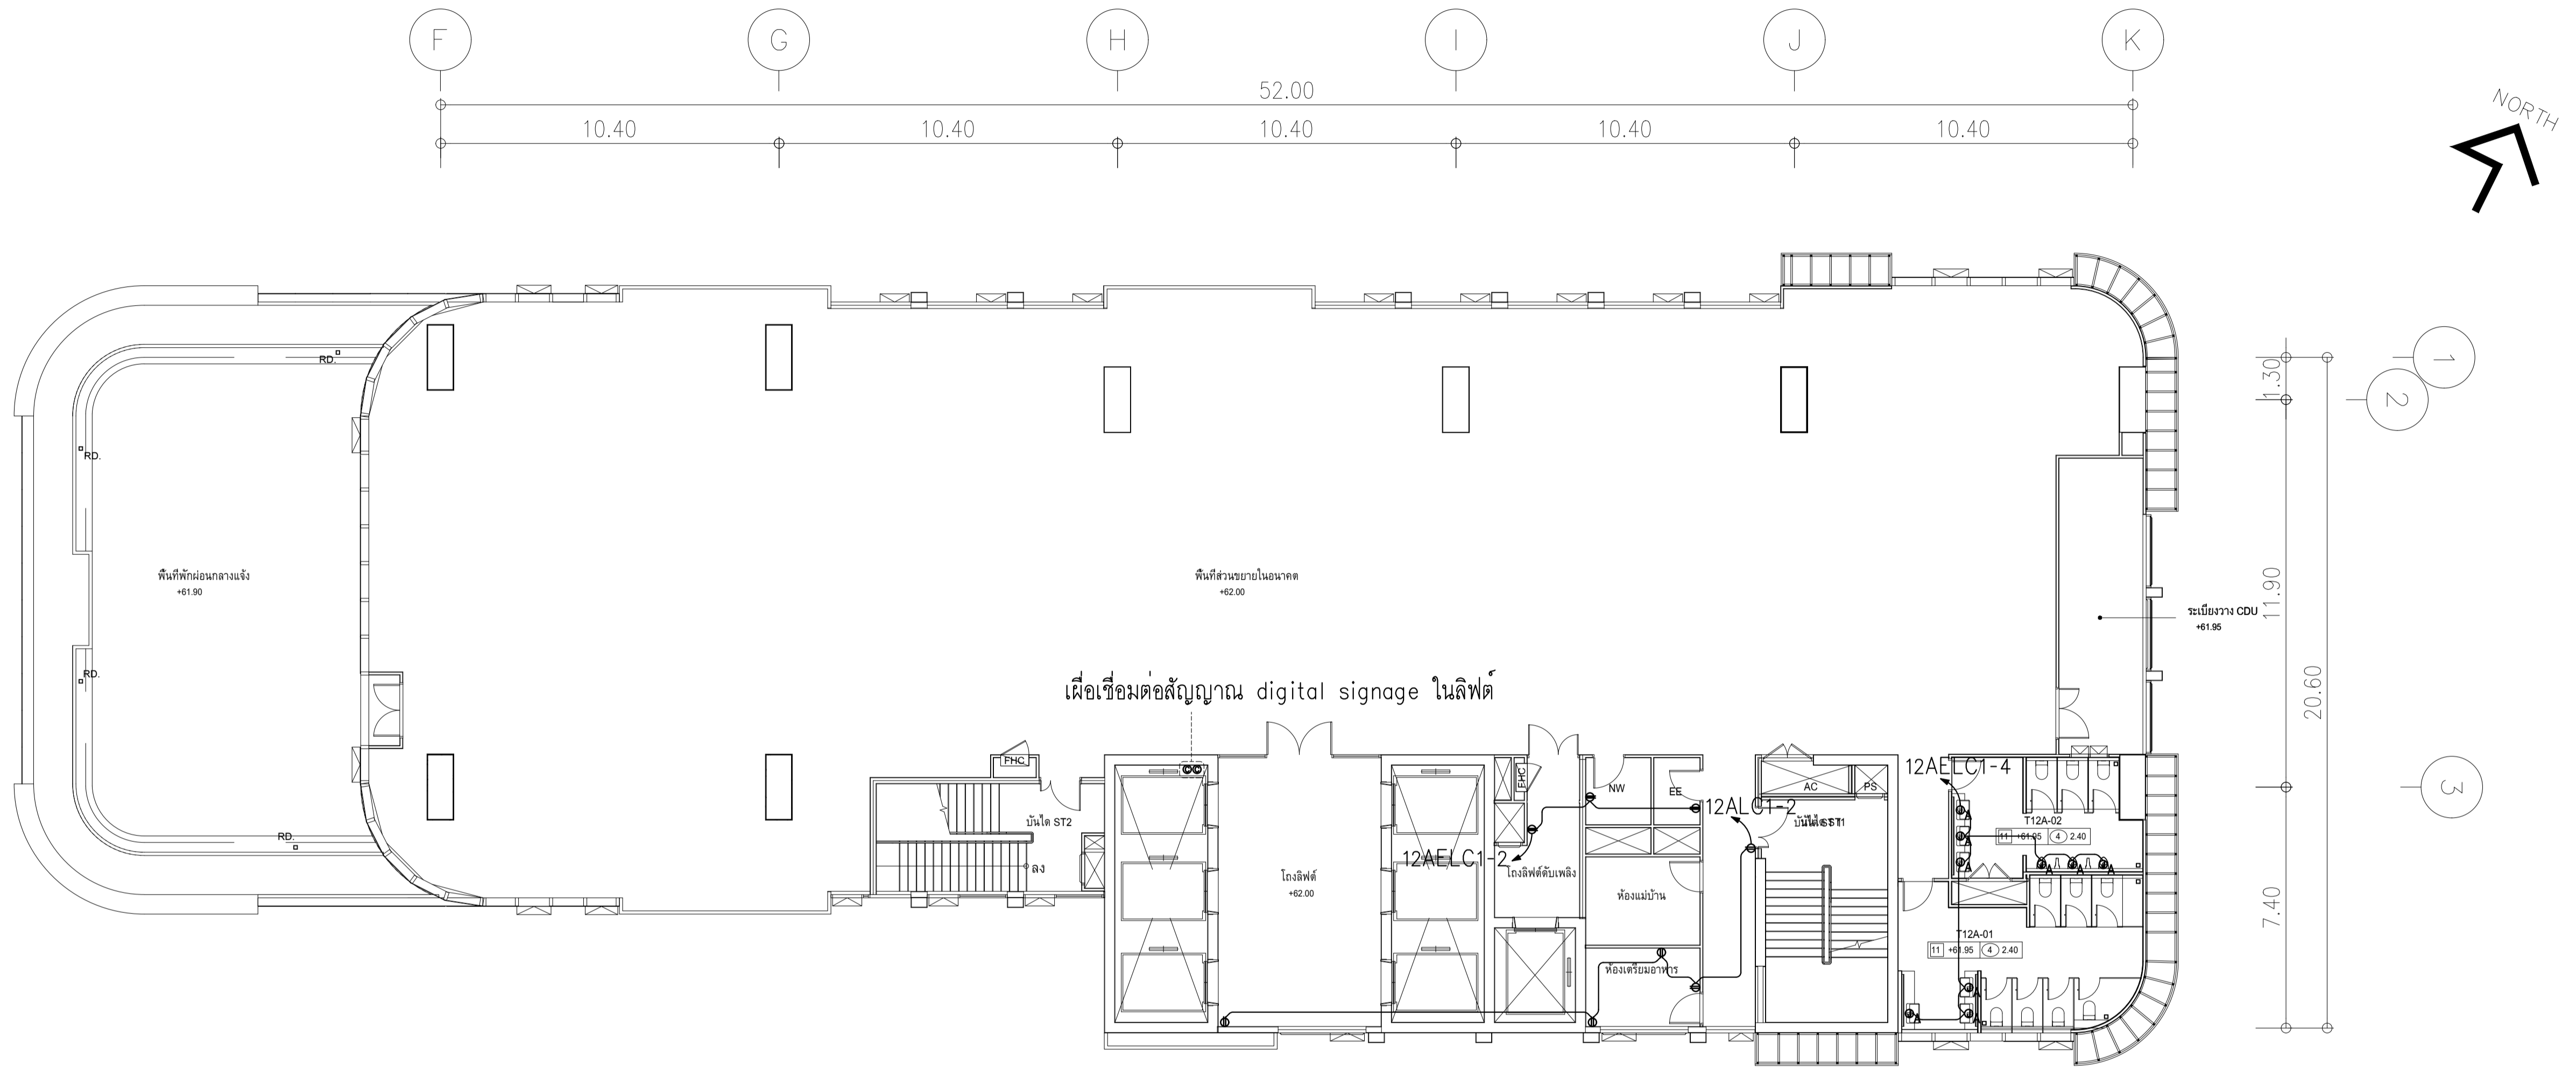 F G H I J K
52.00
10.40 10.40 10.40 10.40 10.40
NORTH
1
2
3
1.30
11.90
7.40
20.60
RD.
RD.
RD.
RD.
พื้นที่พักผ่อนกลางแจ้ง
+61.90
พื้นที่ส่วนขยายในอนาคต
+62.00
ระเบียงวาง CDU
+61.95
เผื่อเชื่อมต่อสัญญาณ digital signage ในลิฟต์
FHC
บันได ST2
ลง
โถงลิฟต์
+62.00
FHC
NW
EE
12AELC1-2
โถงลิฟต์ดับเพลิง
ห้องแม่บ้าน
ห้องเตรียมอาหาร
12ALC1-2
AC
PS
บันได ST1
12AELC1-4
T12A-02
11 +61.95 4 2.40
A
A
A
A A A
T12A-01
11 +61.95 4 2.40
A
A A